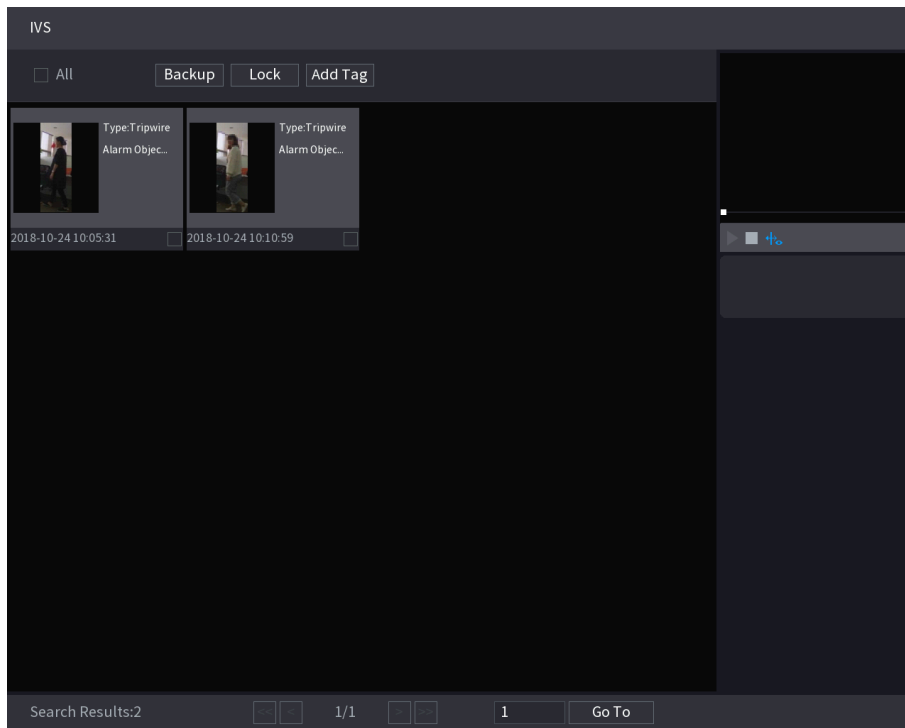 IVS
All Backup Lock Add Tag
Type:Tripwire
Alarm Objec...
2018-10-24 10:05:31
Type:Tripwire
Alarm Objec...
2018-10-24 10:10:59
Search Results:2 << < 1/1 > >> 1 Go To